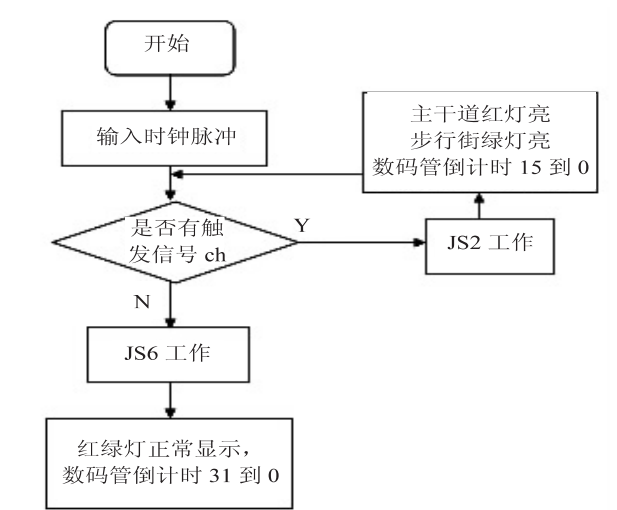 开始
输入时钟脉冲
主干道红灯亮
步行街绿灯亮
数码管倒计时 15 到 0
是否有触
发信号 ch
Y
JS2 工作
N
JS6 工作
红绿灯正常显示,
数码管倒计时 31 到 0